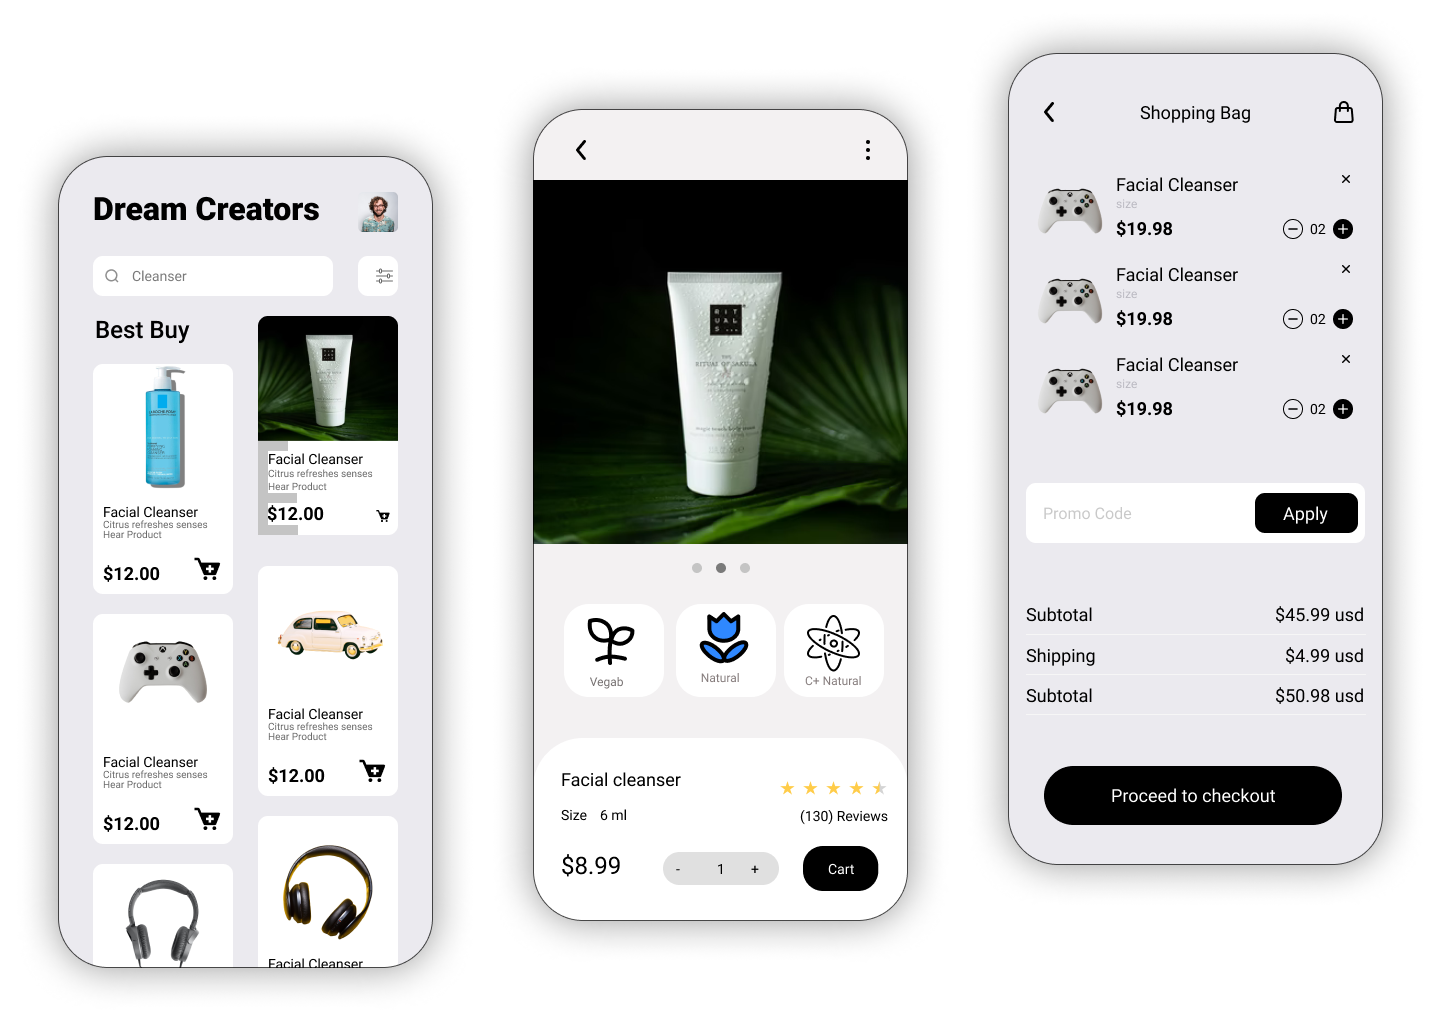 Dream Creators
Cleanser
Best Buy
Facial Cleanser
Citrus refreshes senses
Hear Product
$12.00
Facial Cleanser
Citrus refreshes senses
Hear Product
$12.00
Facial Cleanser
Citrus refreshes senses
Hear Product
$12.00
Facial Cleanser
Citrus refreshes senses
Hear Product
$12.00
Facial Cleanser
RIT
UAL
S...
RITUAL OF SAKURA
Vegab
Natural
C+ Natural
Facial cleanser
Size 6 ml
(130) Reviews
$8.99
- 1 +
Cart
Shopping Bag
Facial Cleanser
size
$19.98
02
Facial Cleanser
size
$19.98
02
Facial Cleanser
size
$19.98
02
Promo Code
Apply
Subtotal $45.99 usd
Shipping $4.99 usd
Subtotal $50.98 usd
Proceed to checkout